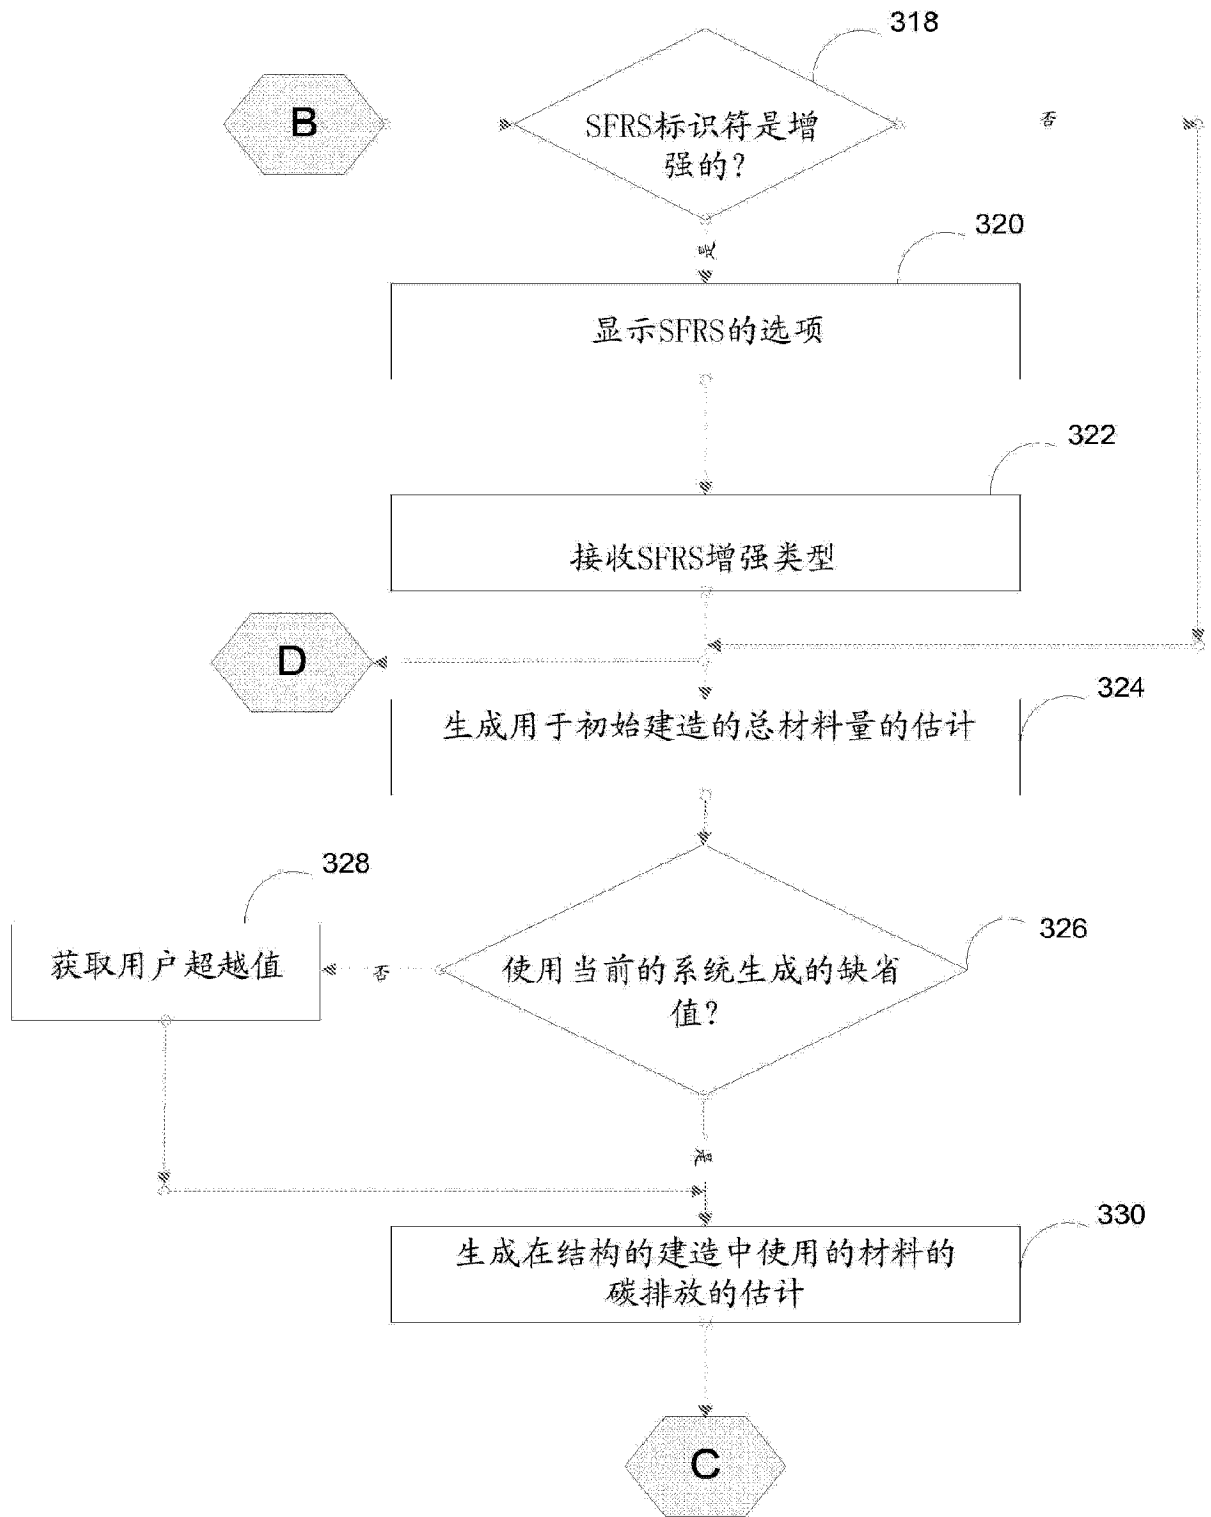 318
B
SFRS标识符是增
强的?
否
是
320
显示SFRS的选项
322
接收SFRS增强类型
D
324
生成用于初始建造的总材料量的估计
328
获取用户超越值
否
326
使用当前的系统生成的缺省
值?
是
330
生成在结构的建造中使用的材料的
碳排放的估计
C